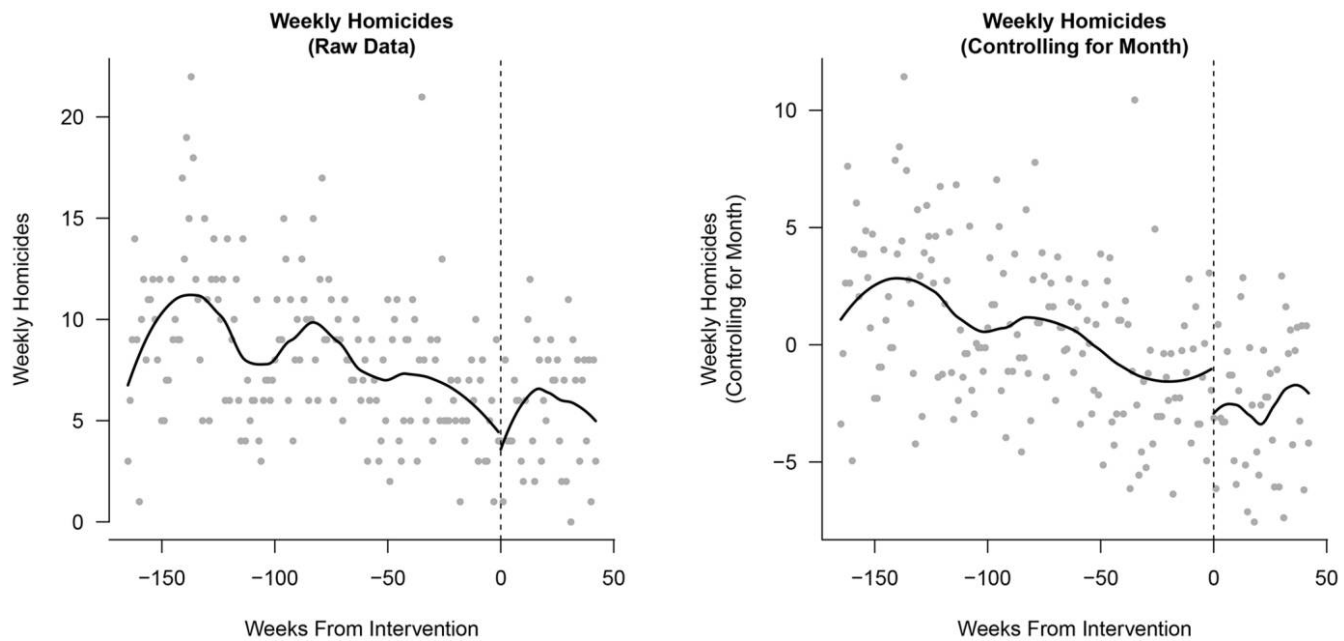 Weekly Homicides
(Raw Data)
20
15
10
5
0
Weekly Homicides
−150
−100
−50
0
50
Weeks From Intervention
Weekly Homicides
(Controlling for Month)
10
5
0
−5
Weekly Homicides
(Controlling for Month)
−150
−100
−50
0
50
Weeks From Intervention